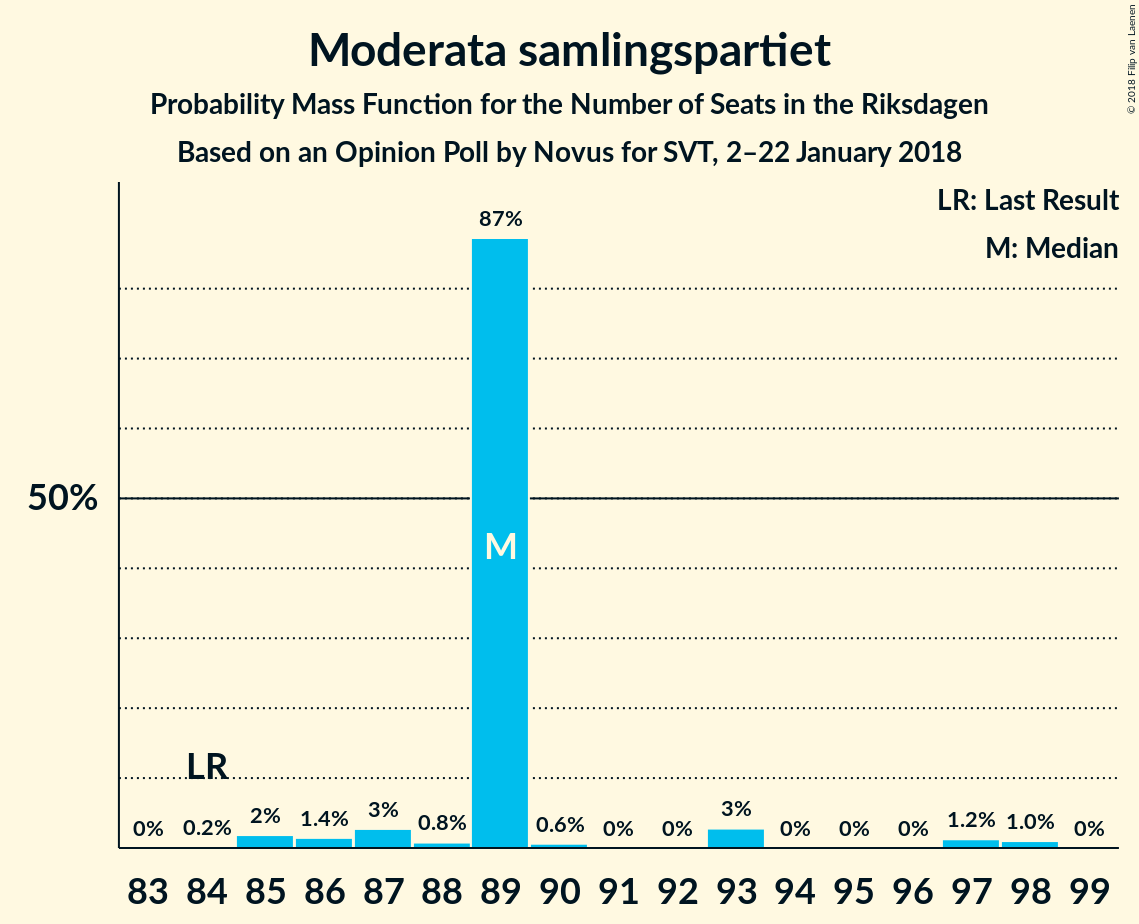 Moderata samlingspartiet
Probability Mass Function for the Number of Seats in the Riksdagen
Based on an Opinion Poll by Novus for SVT, 2–22 January 2018
© 2018 Filip van Laenen
LR: Last Result
M: Median
87%
50%
M
LR
0% 0.2% 2% 1.4% 3% 0.8% 0.6% 0% 0% 3% 0% 0% 0% 1.2% 1.0% 0%
83 84 85 86 87 88 89 90 91 92 93 94 95 96 97 98 99